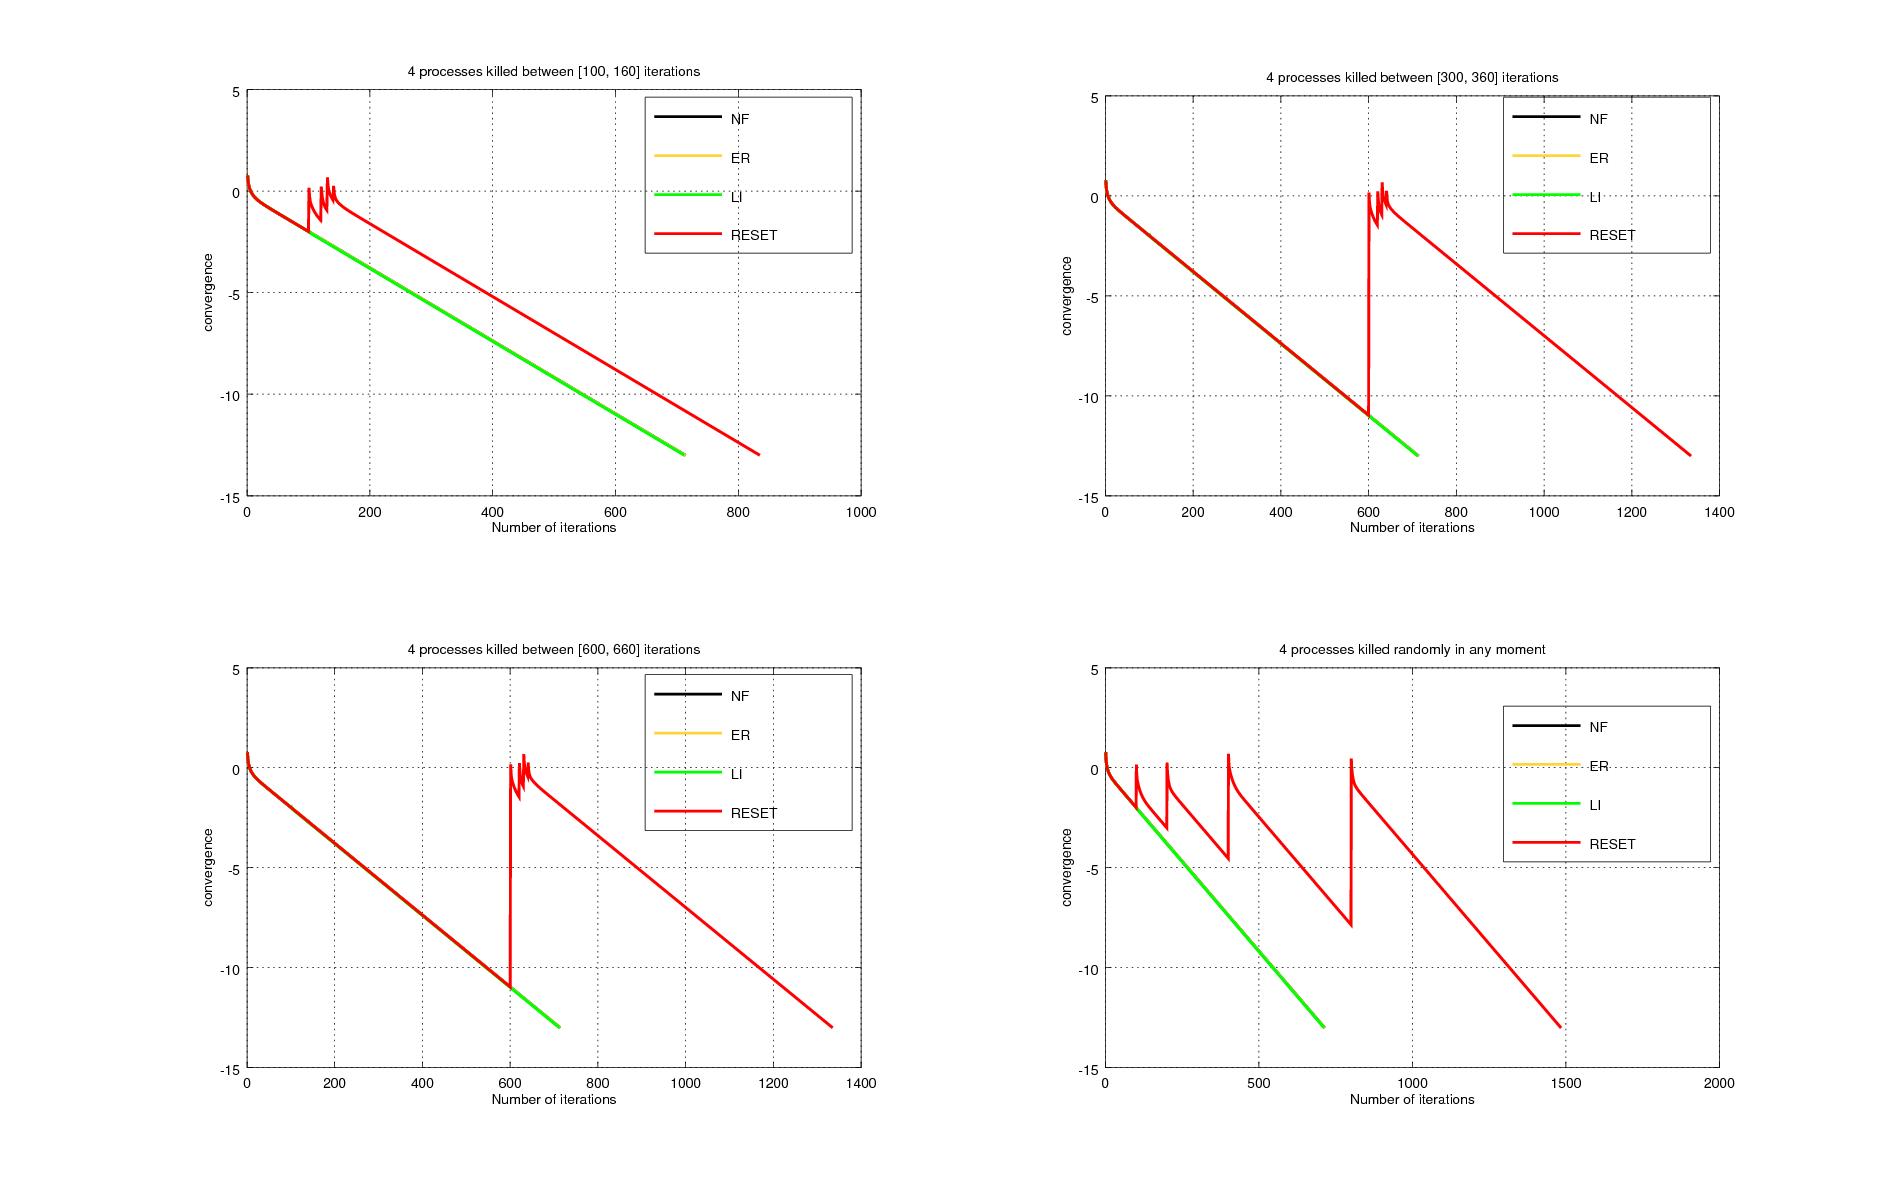 4 processes killed between [100, 160] iterations
5
0
-5
-10
-15
0 200 400 600 800 1000
convergence
Number of iterations
NF
ER
LI
RESET
4 processes killed between [300, 360] iterations
5
0
-5
-10
-15
0 200 400 600 800 1000 1200 1400
convergence
Number of iterations
NF
ER
LI
RESET
4 processes killed between [600, 660] iterations
5
0
-5
-10
-15
0 200 400 600 800 1000 1200 1400
convergence
Number of iterations
NF
ER
LI
RESET
4 processes killed randomly in any moment
5
0
-5
-10
-15
0 500 1000 1500 2000
convergence
Number of iterations
NF
ER
LI
RESET